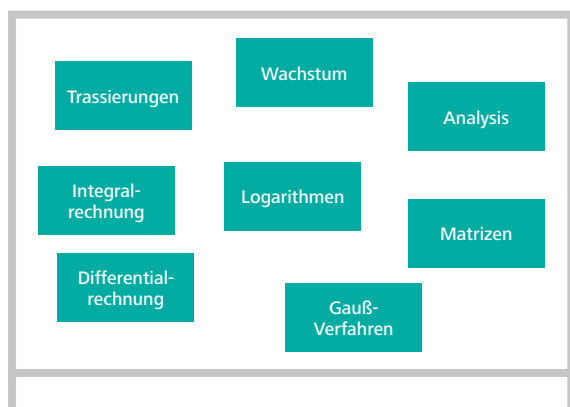 Wachstum
Trassierungen
Analysis
Integral-
rechnung
Logarithmen
Matrizen
Differential-
rechnung
Gauß-
Verfahren